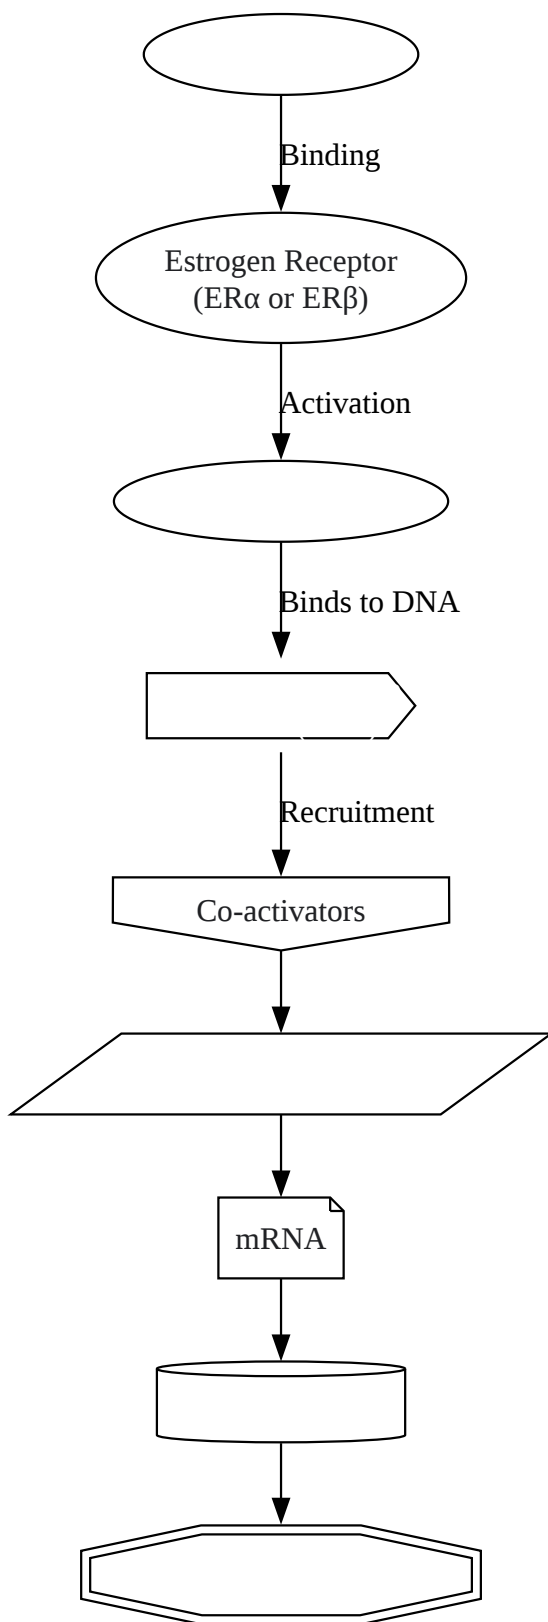 Binding
Estrogen Receptor
(ERα or ERβ)
Activation
Binds to DNA
Recruitment
Co-activators
mRNA